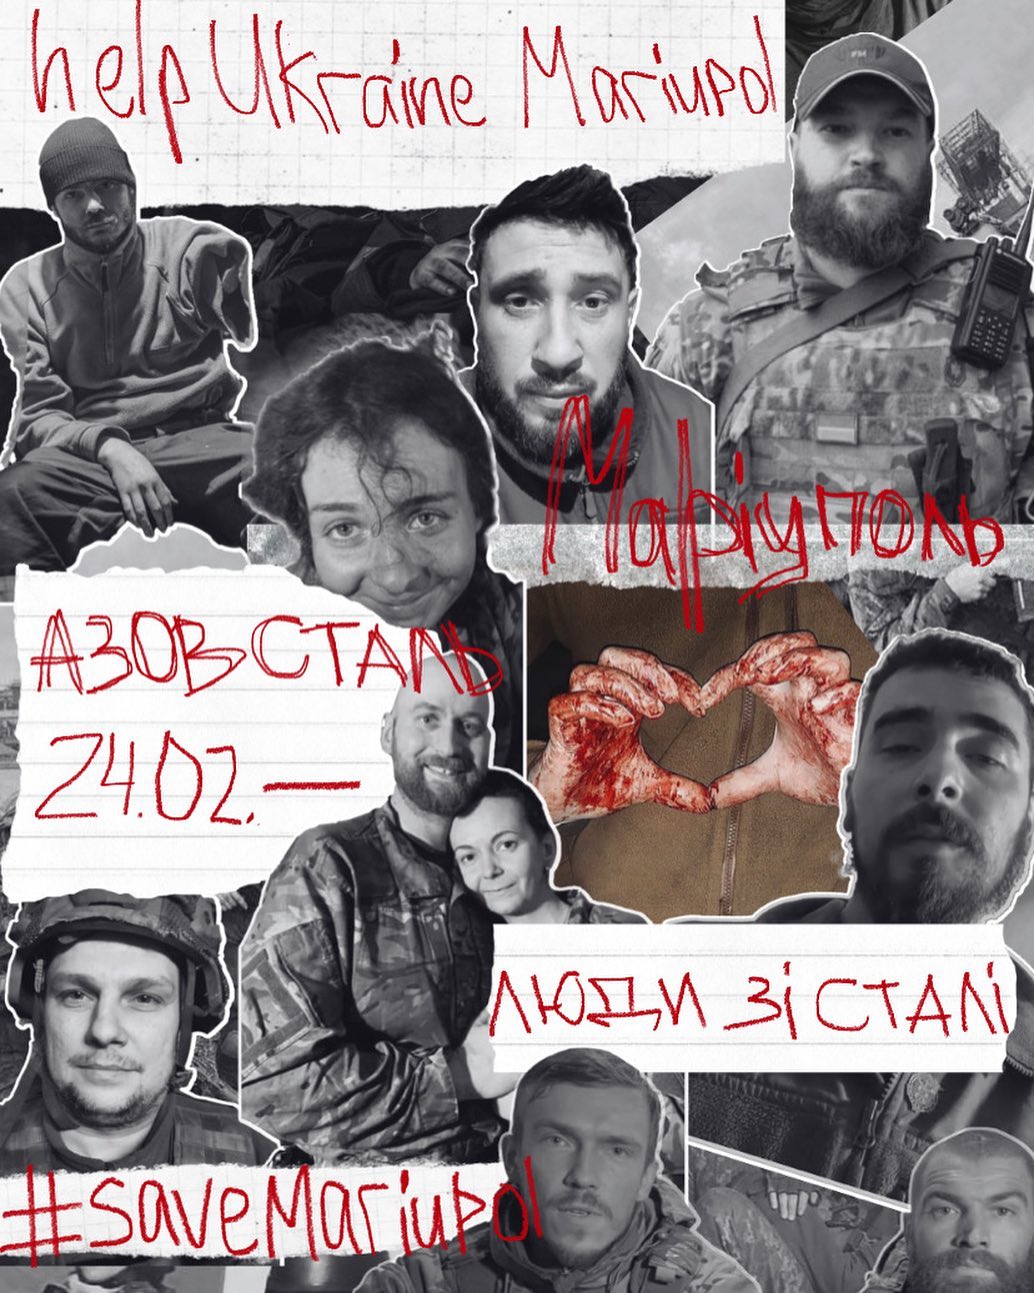 help Ukraine Mariupol
Маріуполь
АЗОВСТАЛЬ
24.02.—
ЛЮДИ ЗІ СТАЛІ
#saveMariupol